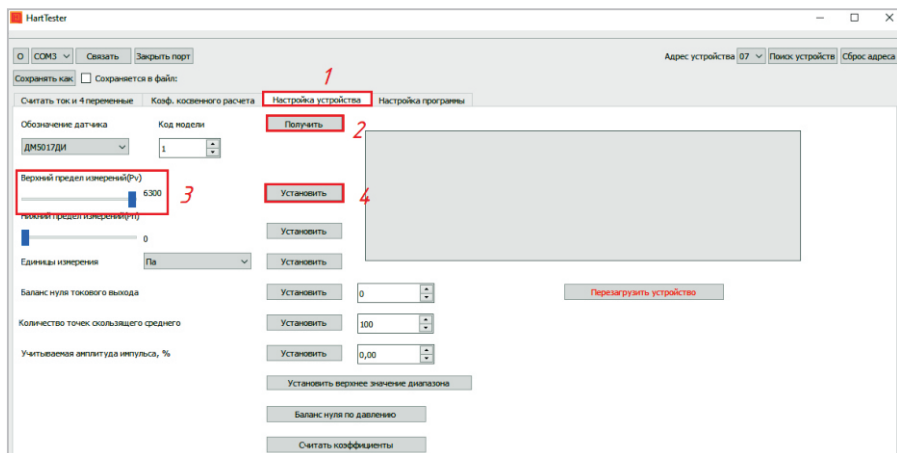 HartTester
О COM3 Связать Закрыть порт Адрес устройства 07 Поиск устройств Сброс адреса
Сохранять как Сохраняется в файл:
1
Считать ток и 4 переменные Коэф. косвенного расчета Настройка устройства Настройка программы
Обозначение датчика Код модели Получить 2
ДМ5017ДИ 1
Верхний предел измерений(Pv)
6300 3 Установить 4
Нижний предел измерений(Pn)
0 Установить
Единицы измерения Па Установить
Баланс нуля токового выхода Установить 0 Перезагрузить устройство
Количество точек скользящего среднего Установить 100
Учитываемая амплитуда импульса, % Установить 0,00
Установить верхнее значение диапазона
Баланс нуля по давлению
Считать коэффициенты